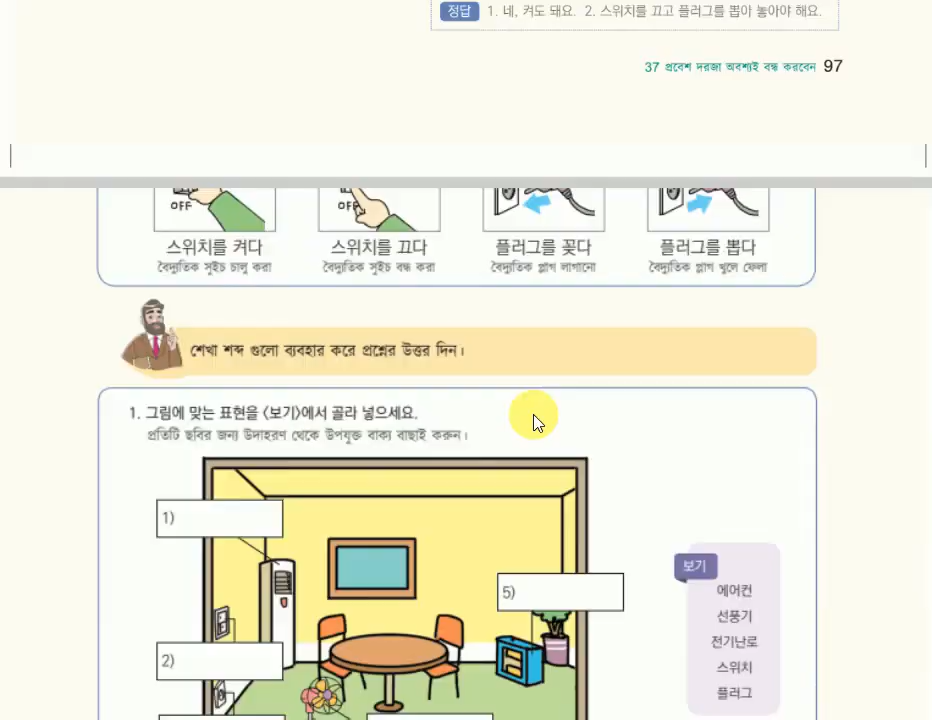 정답 1. 네, 커도 돼요. 2. 스위치를 끄고 플러그를 뽑아 놓아야 해요.
37 প্রবেশ দরজা অবশ্যই বন্ধ করবেন 97
OFF OFF
스위치를 켜다 스위치를 끄다 플러그를 꽂다 플러그를 뽑다
বৈদ্যুতিক সুইচ চালু করা বৈদ্যুতিক সুইচ বন্ধ করা বৈদ্যুতিক প্লাগ লাগানো বৈদ্যুতিক প্লাগ খুলে ফেলা
শেখা শব্দ গুলো ব্যবহার করে প্রশ্নের উত্তর দিন।
1. 그림에 맞는 표현을 <보기>에서 골라 넣으세요.
প্রতিটি ছবির জন্য উদাহরণ থেকে উপযুক্ত বাক্য বাছাই করুন।
1)
5)
2)
보기
에어컨
선풍기
전기난로
스위치
플러그